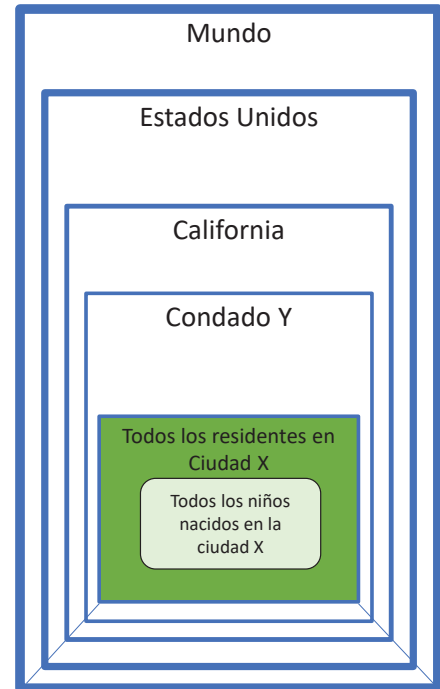 Mundo
Estados Unidos
California
Condado Y
Todos los residentes en
Ciudad X
Todos los niños
nacidos en la
ciudad X